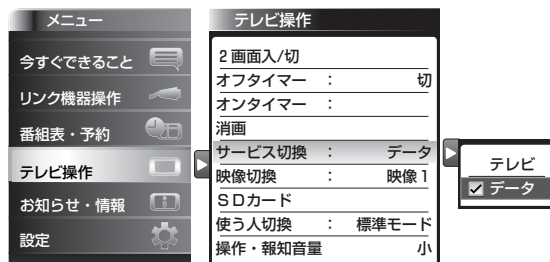 メニュー
今すぐできること
リンク機器操作
番組表・予約
テレビ操作
お知らせ・情報
設定
テレビ操作
2画面入/切
オフタイマー : 切
オンタイマー :
消画
サービス切換 : データ
映像切換 : 映像1
SDカード
使う人切換 : 標準モード
操作・報知音量 小
テレビ
データ